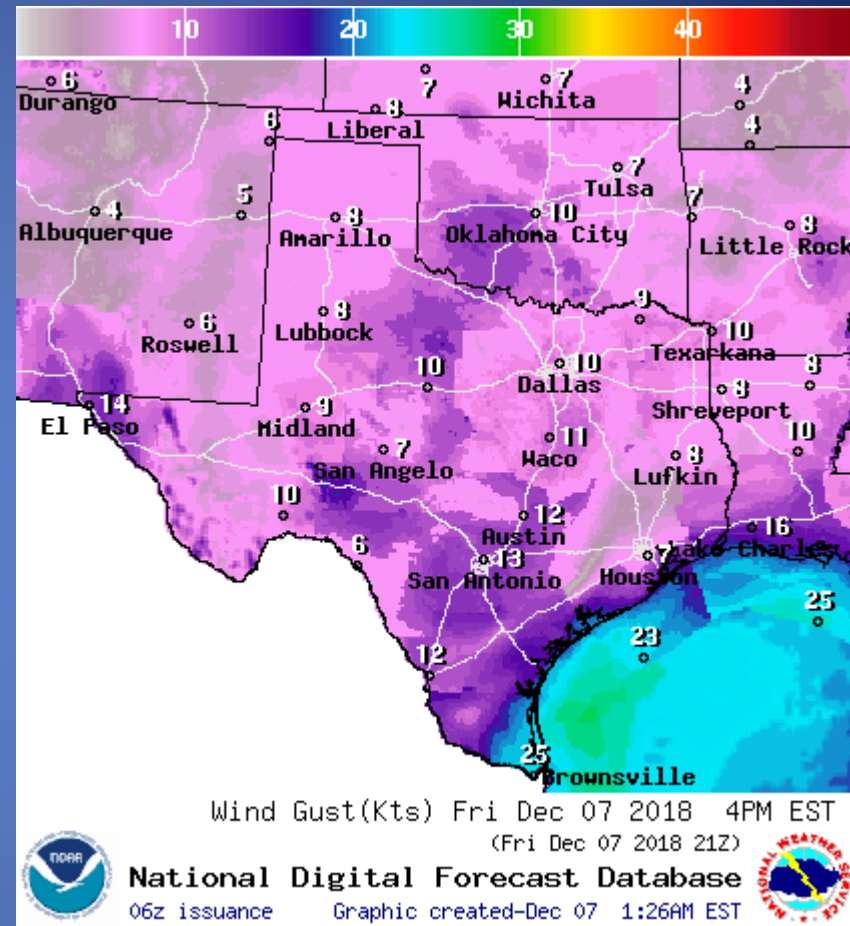 10 20 30 40
6 7 7 4
Durango Wichita
6 8 4
Liberal
7
Tulsa
4 5 8 10 7 8
Albuquerque Amarillo Oklahoma City Little Rock
6 8 9 10
Roswell Lubbock Texarkana
10 10 8 8
Dallas
14 9 Shreveport
El Paso Midland
7 11 8 10
San Angelo Waco Lufkin
10 12 16
Austin Lake Charles
6 13
San Antonio Houston
25
23
12
25
Brownsville
Wind Gust(Kts) Fri Dec 07 2018 4PM EST
(Fri Dec 07 2018 21Z)
National Digital Forecast Database
06z issuance Graphic created-Dec 07 1:26AM EST
NOAA
NATIONAL WEATHER SERVICE